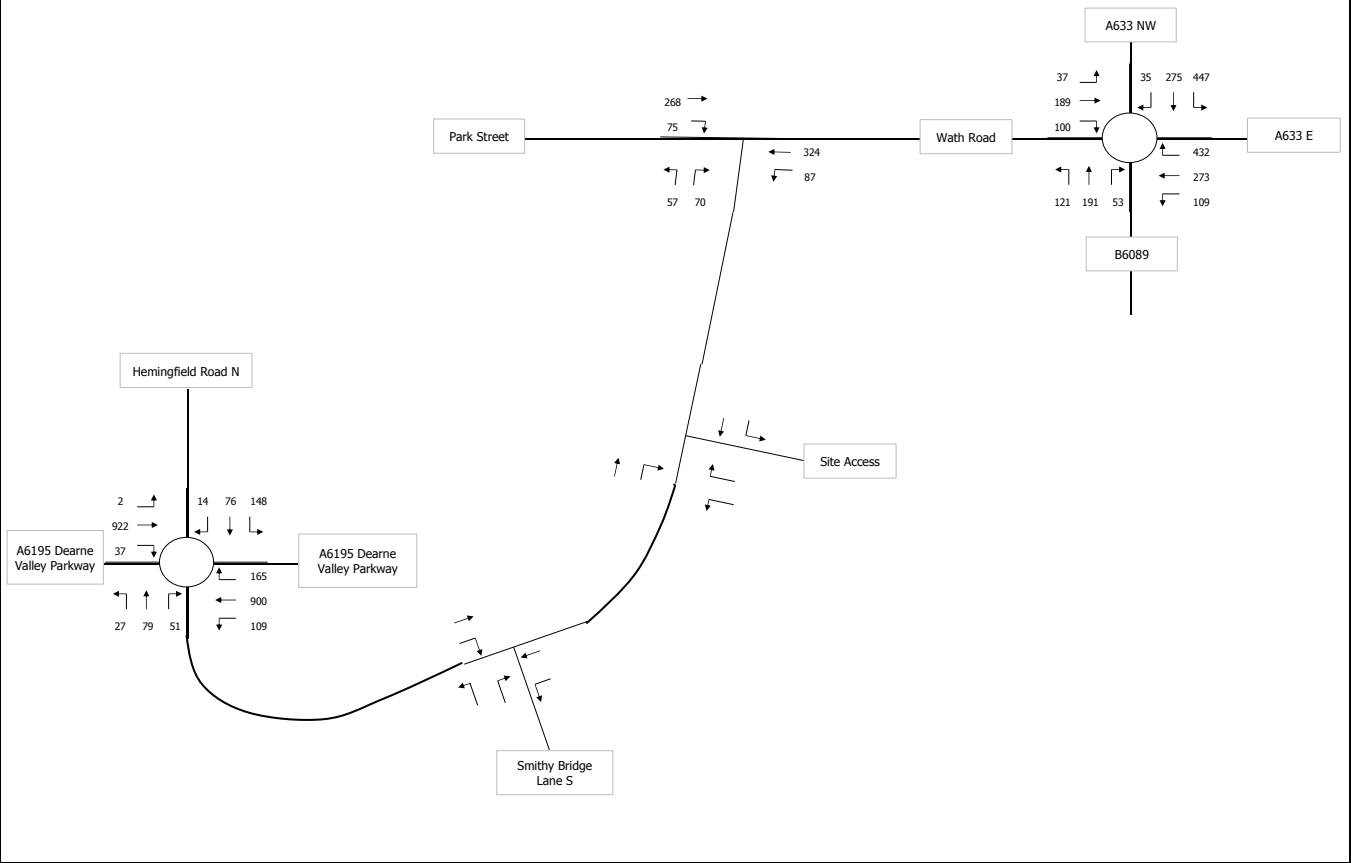 A633 NW
37
35 275 447
268
189
75
100
Park Street
Wath Road
A633 E
324
432
87
273
57 70
121 191 53
109
B6089
Hemingfield Road N
Site Access
2
14 76 148
922
37
A6195 Dearne
Valley Parkway
A6195 Dearne
Valley Parkway
165
900
27 79 51
109
Smithy Bridge
Lane S